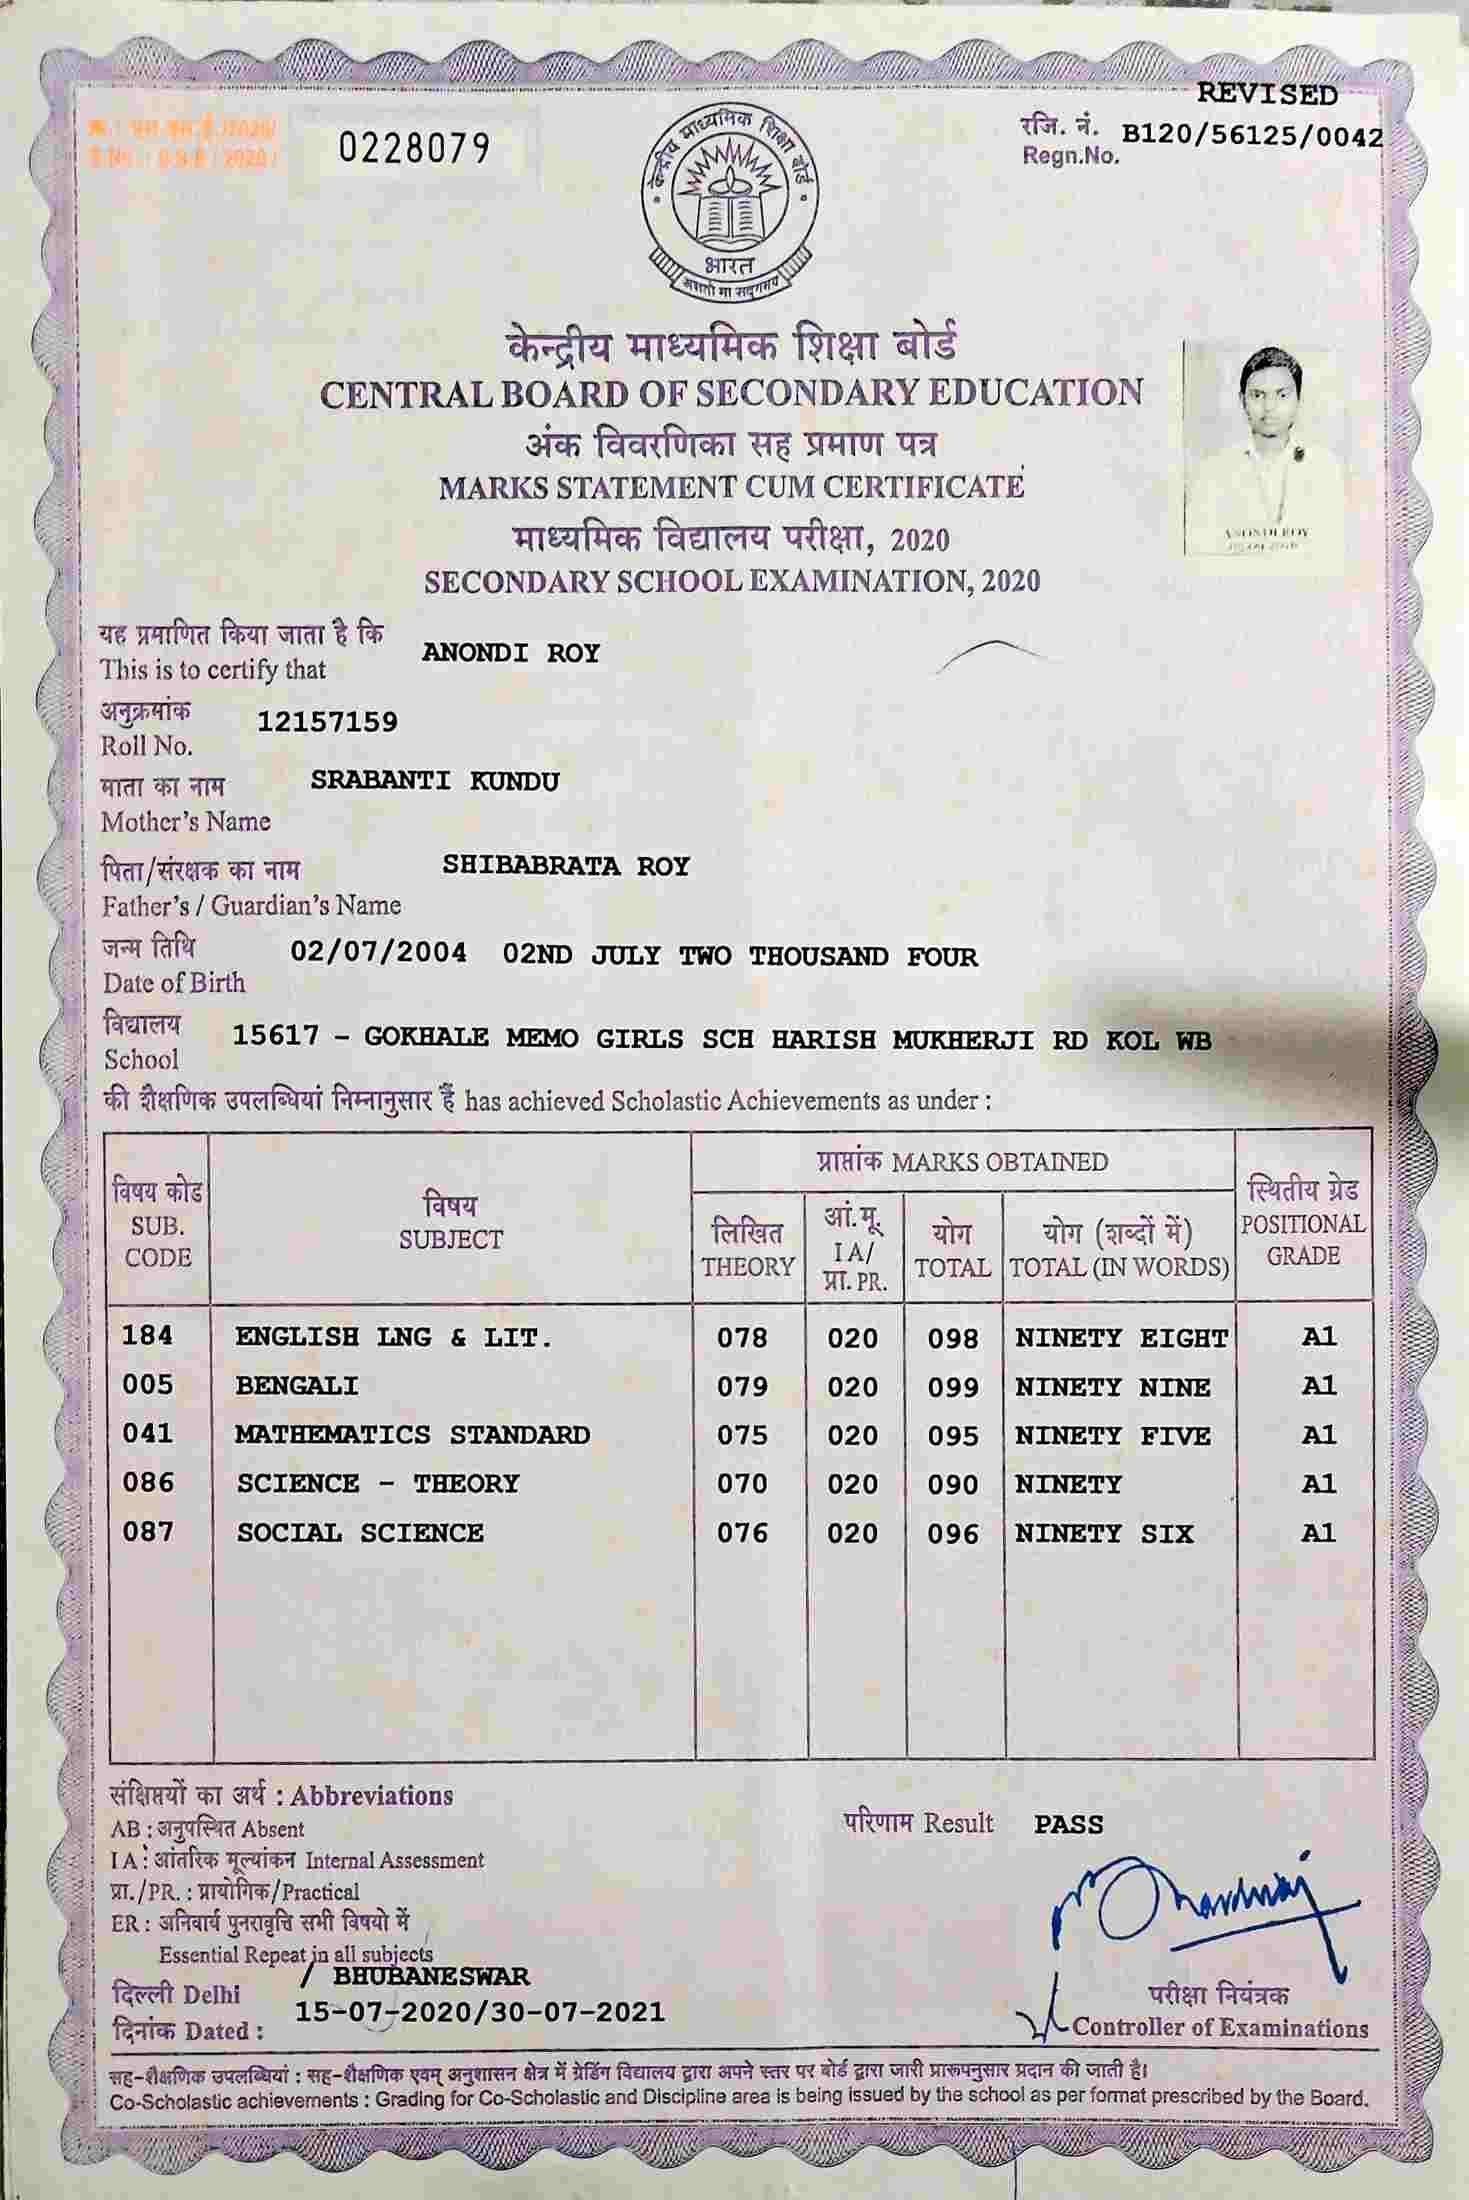 REVISED
0228079
रजि. नं. B120/56125/0042
Regn.No.
केन्द्रीय माध्यमिक शिक्षा बोर्ड
भारत
असतो मा सद्गमय
केन्द्रीय माध्यमिक शिक्षा बोर्ड
CENTRAL BOARD OF SECONDARY EDUCATION
अंक विवरणिका सह प्रमाण पत्र
MARKS STATEMENT CUM CERTIFICATE
माध्यमिक विद्यालय परीक्षा, 2020
SECONDARY SCHOOL EXAMINATION, 2020
ANONDI ROY
यह प्रमाणित किया जाता है कि ANONDI ROY
This is to certify that
अनुक्रमांक 12157159
Roll No.
माता का नाम SRABANTI KUNDU
Mother's Name
पिता/संरक्षक का नाम SHIBABRATA ROY
Father's / Guardian's Name
जन्म तिथि 02/07/2004 02ND JULY TWO THOUSAND FOUR
Date of Birth
विद्यालय 15617 - GOKHALE MEMO GIRLS SCH HARISH MUKHERJI RD KOL WB
School
की शैक्षणिक उपलब्धियां निम्नानुसार हैं has achieved Scholastic Achievements as under :
विषय कोड
SUB.
CODE
विषय
SUBJECT
प्राप्तांक MARKS OBTAINED
लिखित
THEORY
आं.मू.
I A/
प्रा. PR.
योग
TOTAL
योग (शब्दों में)
TOTAL (IN WORDS)
स्थितीय ग्रेड
POSITIONAL
GRADE
184 ENGLISH LNG & LIT. 078 020 098 NINETY EIGHT A1
005 BENGALI 079 020 099 NINETY NINE A1
041 MATHEMATICS STANDARD 075 020 095 NINETY FIVE A1
086 SCIENCE - THEORY 070 020 090 NINETY A1
087 SOCIAL SCIENCE 076 020 096 NINETY SIX A1
संक्षिप्तियों का अर्थ : Abbreviations
AB : अनुपस्थित Absent
I A : आंतरिक मूल्यांकन Internal Assessment
प्रा./PR. : प्रायोगिक/Practical
ER : अनिवार्य पुनरावृत्ति सभी विषयो में
Essential Repeat in all subjects
परिणाम Result PASS
दिल्ली Delhi / BHUBANESWAR
दिनांक Dated : 15-07-2020/30-07-2021
परीक्षा नियंत्रक
Controller of Examinations
सह-शैक्षणिक उपलब्धियां : सह-शैक्षणिक एवम् अनुशासन क्षेत्र में ग्रेडिंग विद्यालय द्वारा अपने स्तर पर बोर्ड द्वारा जारी प्रारूपनुसार प्रदान की जाती है।
Co-Scholastic achievements : Grading for Co-Scholastic and Discipline area is being issued by the school as per format prescribed by the Board.